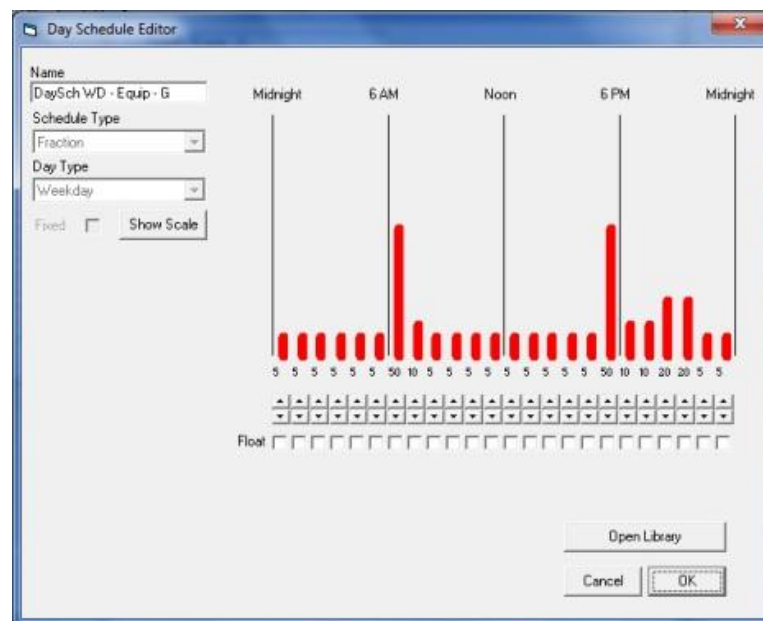 Day Schedule Editor
Name
DaySch WD - Equip - G
Schedule Type
Fraction
Day Type
Weekday
Fixed
Show Scale
Midnight 6 AM Noon 6 PM Midnight
5 5 5 5 5 5 50 10 5 5 5 5 5 5 5 5 5 50 10 10 20 20 5 5
Float
Open Library
Cancel OK